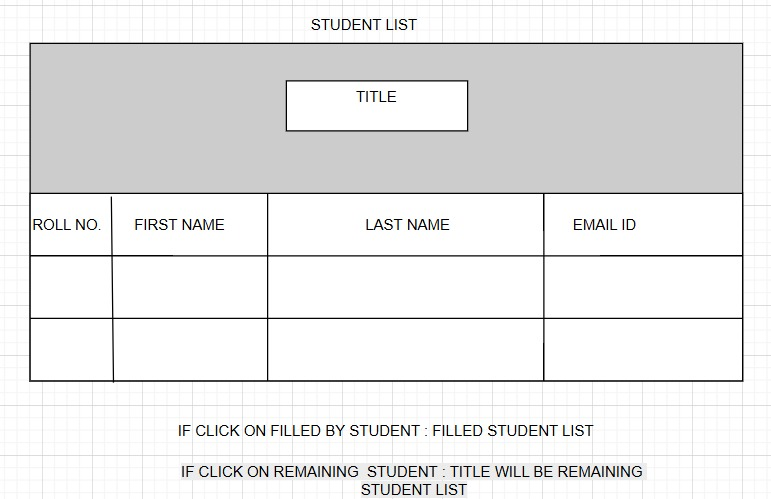 STUDENT LIST
TITLE
ROLL NO. FIRST NAME LAST NAME EMAIL ID
IF CLICK ON FILLED BY STUDENT : FILLED STUDENT LIST
IF CLICK ON REMAINING STUDENT : TITLE WILL BE REMAINING
STUDENT LIST